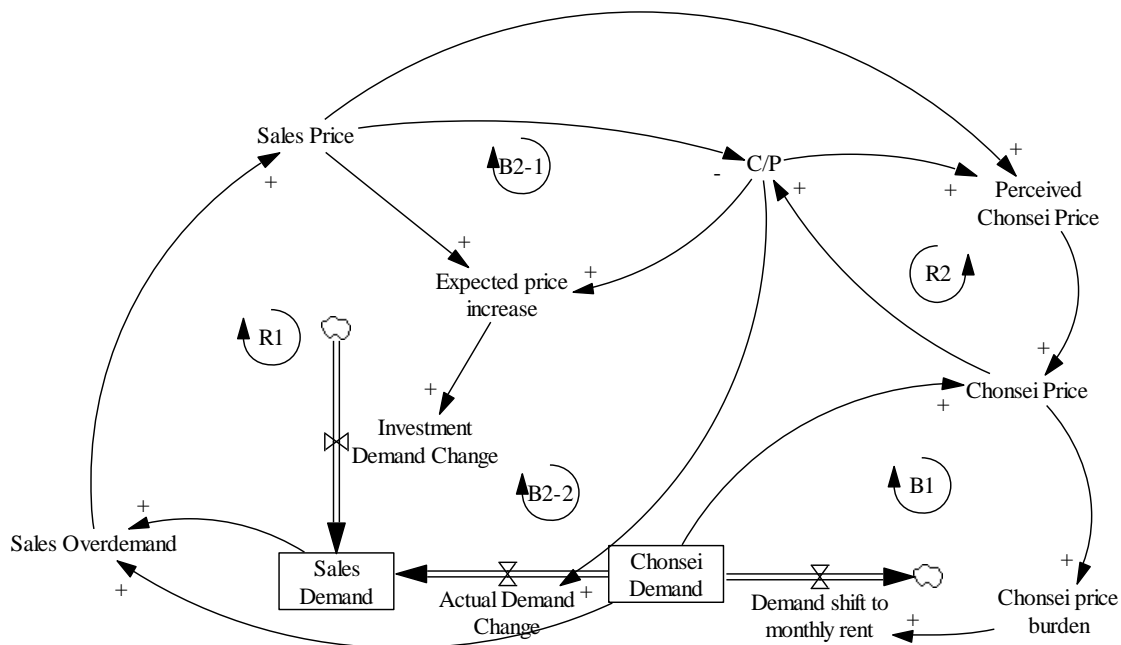 Sales Price
+
B2-1
C/P
-
+
+
+
Perceived
Chonsei Price
+
+
Expected price
increase
R2
R1
+
+
Chonsei Price
+
Investment
Demand Change
B2-2
B1
+
Sales Overdemand
+
Sales
Demand
Actual Demand
Change
+
Chonsei
Demand
Demand shift to
monthly rent
+
+
Chonsei price
burden